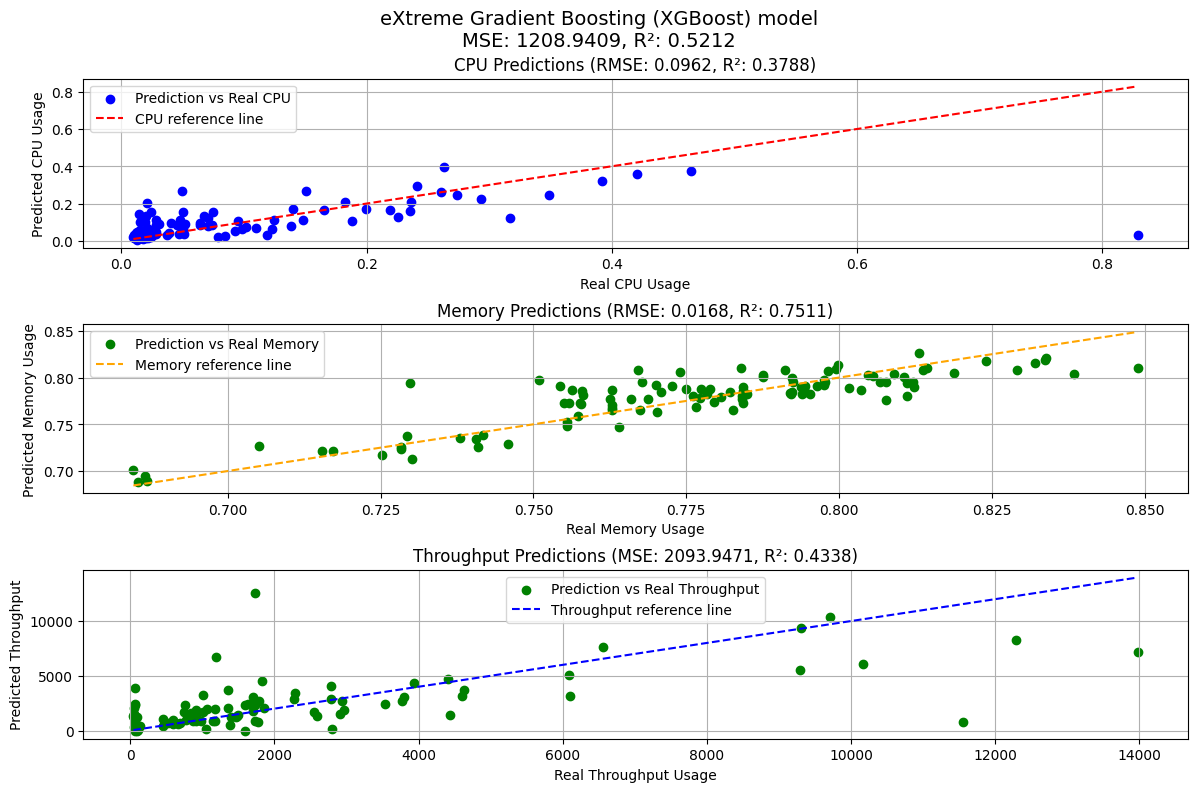 eXtreme Gradient Boosting (XGBoost) model
MSE: 1208.9409, R²: 0.5212
CPU Predictions (RMSE: 0.0962, R²: 0.3788)
Prediction vs Real CPU
CPU reference line
Predicted CPU Usage
0.8
0.6
0.4
0.2
0.0
0.0 0.2 0.4 0.6 0.8
Real CPU Usage
Memory Predictions (RMSE: 0.0168, R²: 0.7511)
Prediction vs Real Memory
Memory reference line
Predicted Memory Usage
0.85
0.80
0.75
0.70
0.700 0.725 0.750 0.775 0.800 0.825 0.850
Real Memory Usage
Throughput Predictions (MSE: 2093.9471, R²: 0.4338)
Prediction vs Real Throughput
Throughput reference line
Predicted Throughput
10000
5000
0
0 2000 4000 6000 8000 10000 12000 14000
Real Throughput Usage